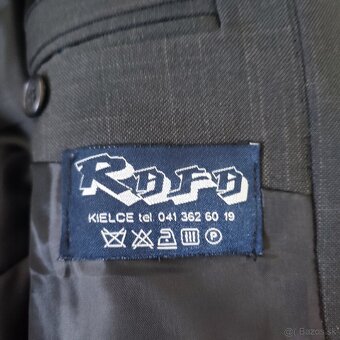 RAFA
KIELCE tel. 041 362 60 19
P
Bazos.sk